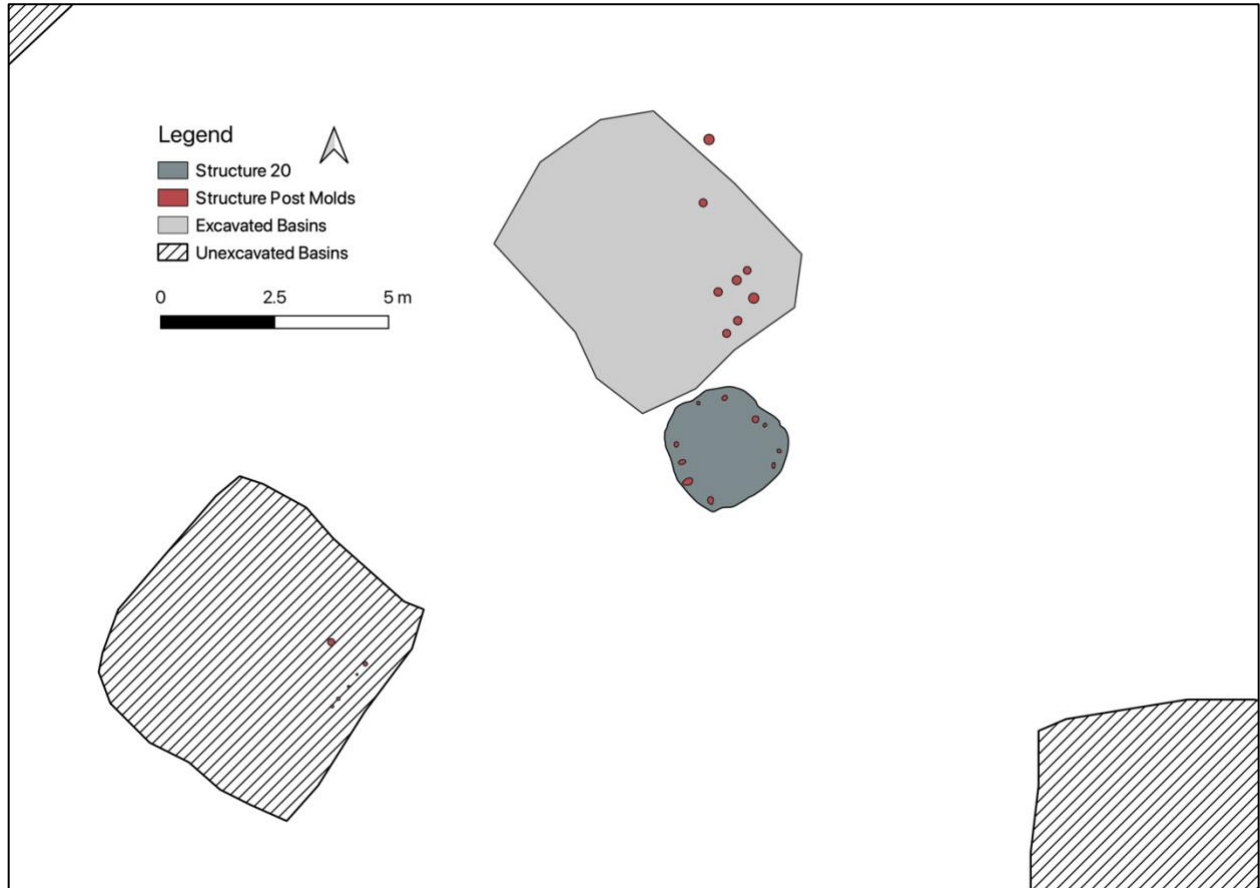 Legend
Structure 20
Structure Post Molds
Excavated Basins
Unexcavated Basins
0 2.5 5 m